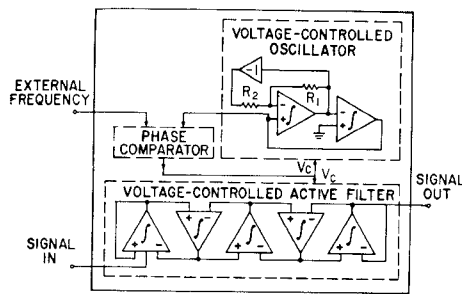 VOLTAGE-CONTROLLED
OSCILLATOR
-1
R2
R1
EXTERNAL
FREQUENCY
- ∫ +
+ ∫ -
PHASE
COMPARATOR
VC VC
SIGNAL
OUT
VOLTAGE-CONTROLLED ACTIVE FILTER
SIGNAL
IN